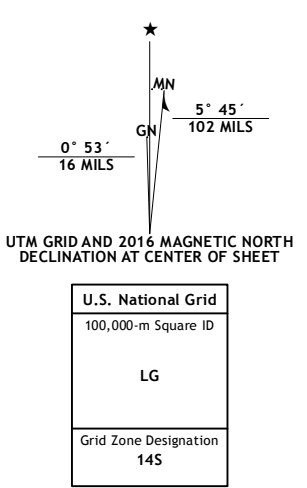 ★
MN
GN
5° 45´
102 MILS
0° 53´
16 MILS
UTM GRID AND 2016 MAGNETIC NORTH
DECLINATION AT CENTER OF SHEET
U.S. National Grid
100,000-m Square ID
LG
Grid Zone Designation
14S